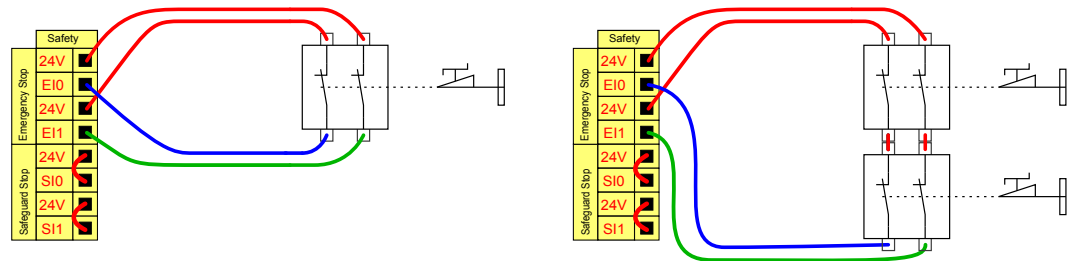 Safety
Emergency Stop
24V
EI0
24V
EI1
Safeguard Stop
24V
SI0
24V
SI1
Safety
Emergency Stop
24V
EI0
24V
EI1
Safeguard Stop
24V
SI0
24V
SI1